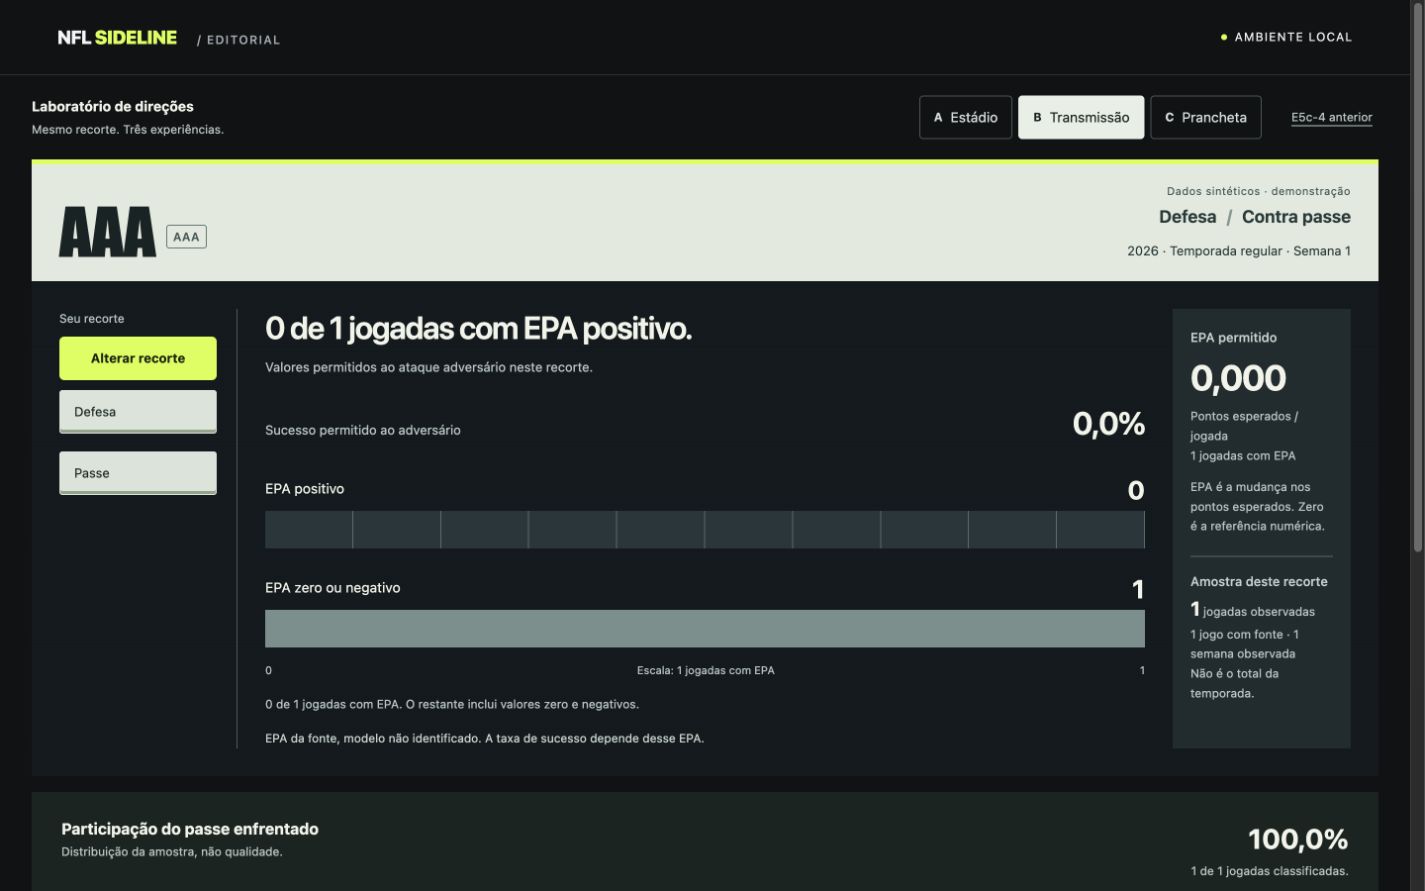 NFL SIDELINE / EDITORIAL
AMBIENTE LOCAL
Laboratório de direções
Mesmo recorte. Três experiências.
A Estádio
B Transmissão
C Prancheta
E5c-4 anterior
AAA AAA
Dados sintéticos · demonstração
Defesa / Contra passe
2026 · Temporada regular · Semana 1
Seu recorte
Alterar recorte
Defesa
Passe
0 de 1 jogadas com EPA positivo.
Valores permitidos ao ataque adversário neste recorte.
Sucesso permitido ao adversário 0,0%
EPA positivo 0
EPA zero ou negativo 1
0 Escala: 1 jogadas com EPA 1
0 de 1 jogadas com EPA. O restante inclui valores zero e negativos.
EPA da fonte, modelo não identificado. A taxa de sucesso depende desse EPA.
EPA permitido
0,000
Pontos esperados /
jogada
1 jogadas com EPA
EPA é a mudança nos
pontos esperados. Zero
é a referência numérica.
Amostra deste recorte
1 jogadas observadas
1 jogo com fonte · 1
semana observada
Não é o total da
temporada.
Participação do passe enfrentado
Distribuição da amostra, não qualidade.
100,0%
1 de 1 jogadas classificadas.